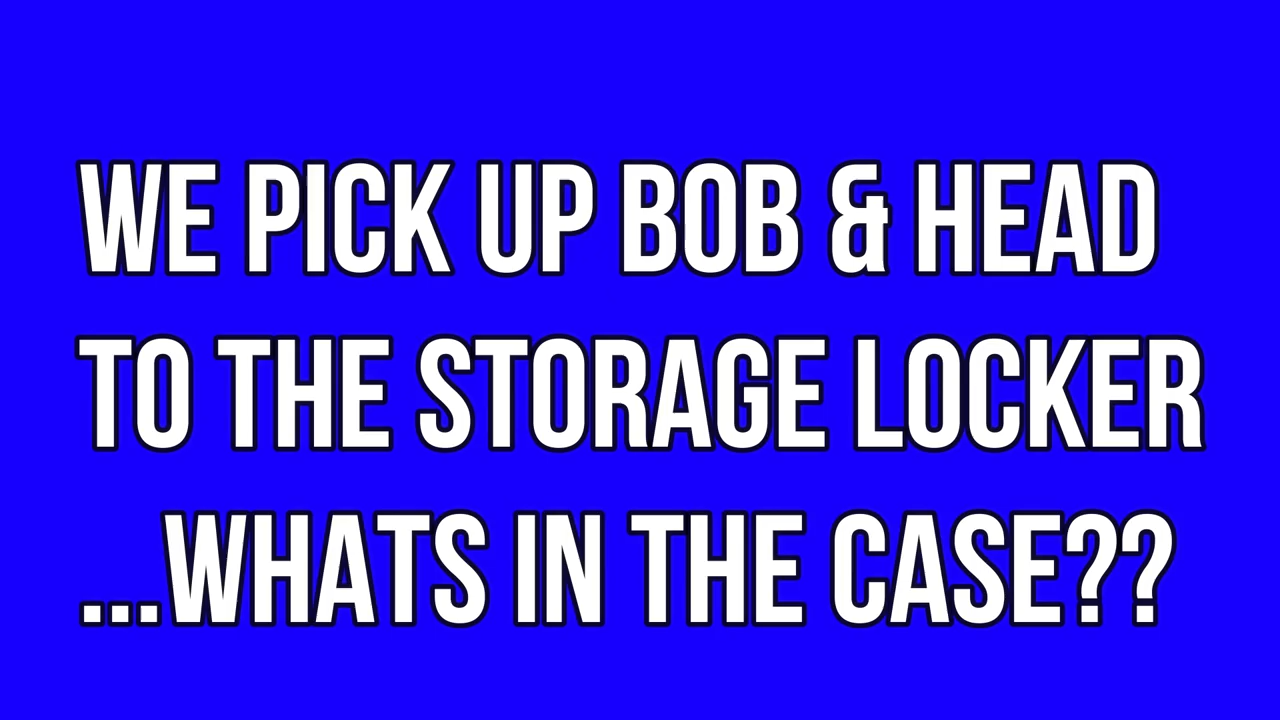 WE PICK UP BOB & HEAD
TO THE STORAGE LOCKER
...WHATS IN THE CASE??